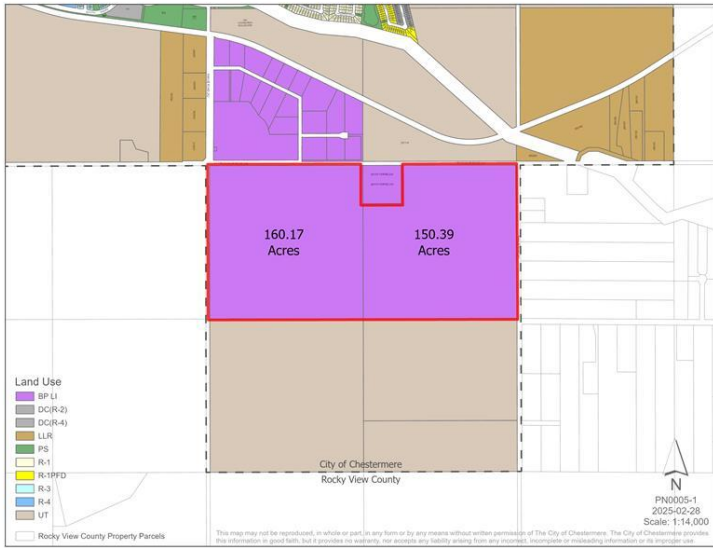 160.17
Acres
150.39
Acres
Land Use
BP LI
DC(R-2)
DC(R-4)
LLR
PS
R-1
R-1PFD
R-3
R-4
UT
Rocky View County Property Parcels
City of Chestermere
Rocky View County
N
PN0005-1
2025-02-28
Scale: 1:14,000
This map may not be reproduced, in whole or part, in any form or by any means without written permission of The City of Chestermere. The City of Chestermere provides
this information in good faith, but it provides no warranty, nor accepts any liability arising from any incorrect, incomplete or misleading information or its improper use.